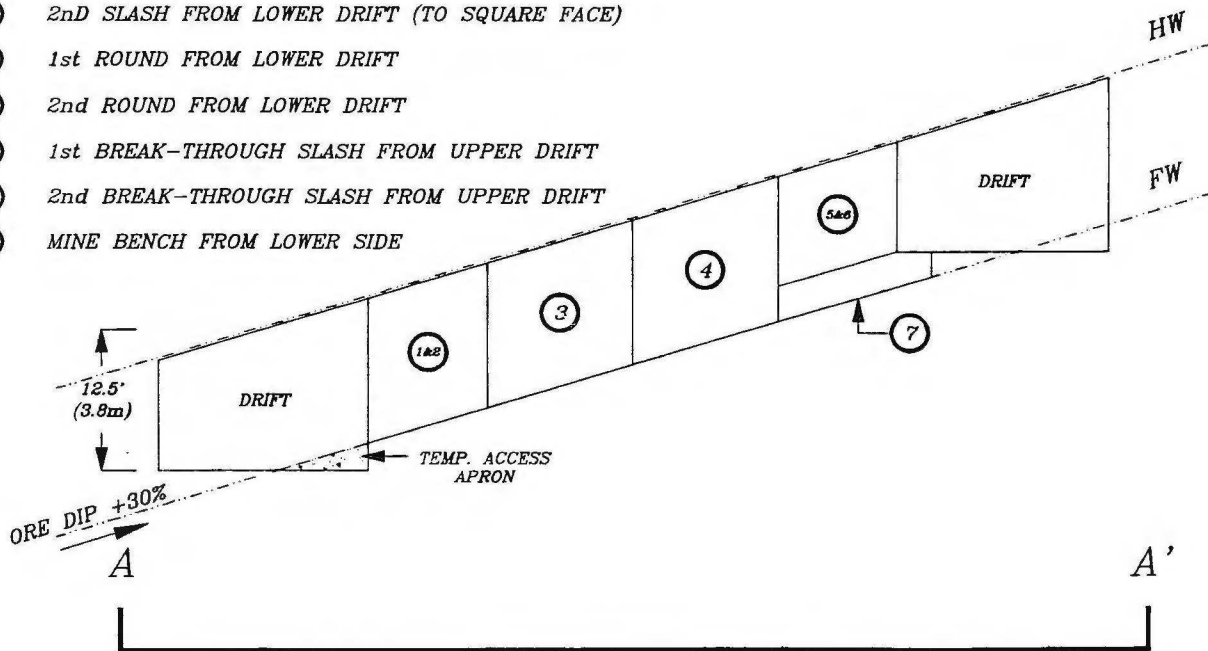 2nD SLASH FROM LOWER DRIFT (TO SQUARE FACE)
1st ROUND FROM LOWER DRIFT
2nd ROUND FROM LOWER DRIFT
1st BREAK-THROUGH SLASH FROM UPPER DRIFT
2nd BREAK-THROUGH SLASH FROM UPPER DRIFT
MINE BENCH FROM LOWER SIDE
HW
FW
DRIFT
5&6
4
3
7
1&2
12.5'
(3.8m)
DRIFT
TEMP. ACCESS
APRON
ORE DIP +30%
A
A'